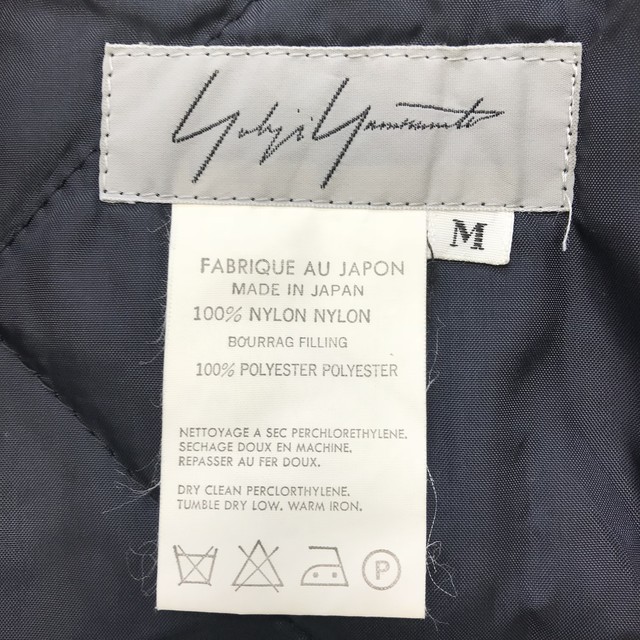 Yohji Yamamoto
M
FABRIQUE AU JAPON
MADE IN JAPAN
100% NYLON NYLON
BOURRAG FILLING
100% POLYESTER POLYESTER
NETTOYAGE A SEC PERCHLORETHYLENE.
SECHAGE DOUX EN MACHINE.
REPASSER AU FER DOUX.
DRY CLEAN PERCLORTHYLENE.
TUMBLE DRY LOW. WARM IRON.
P